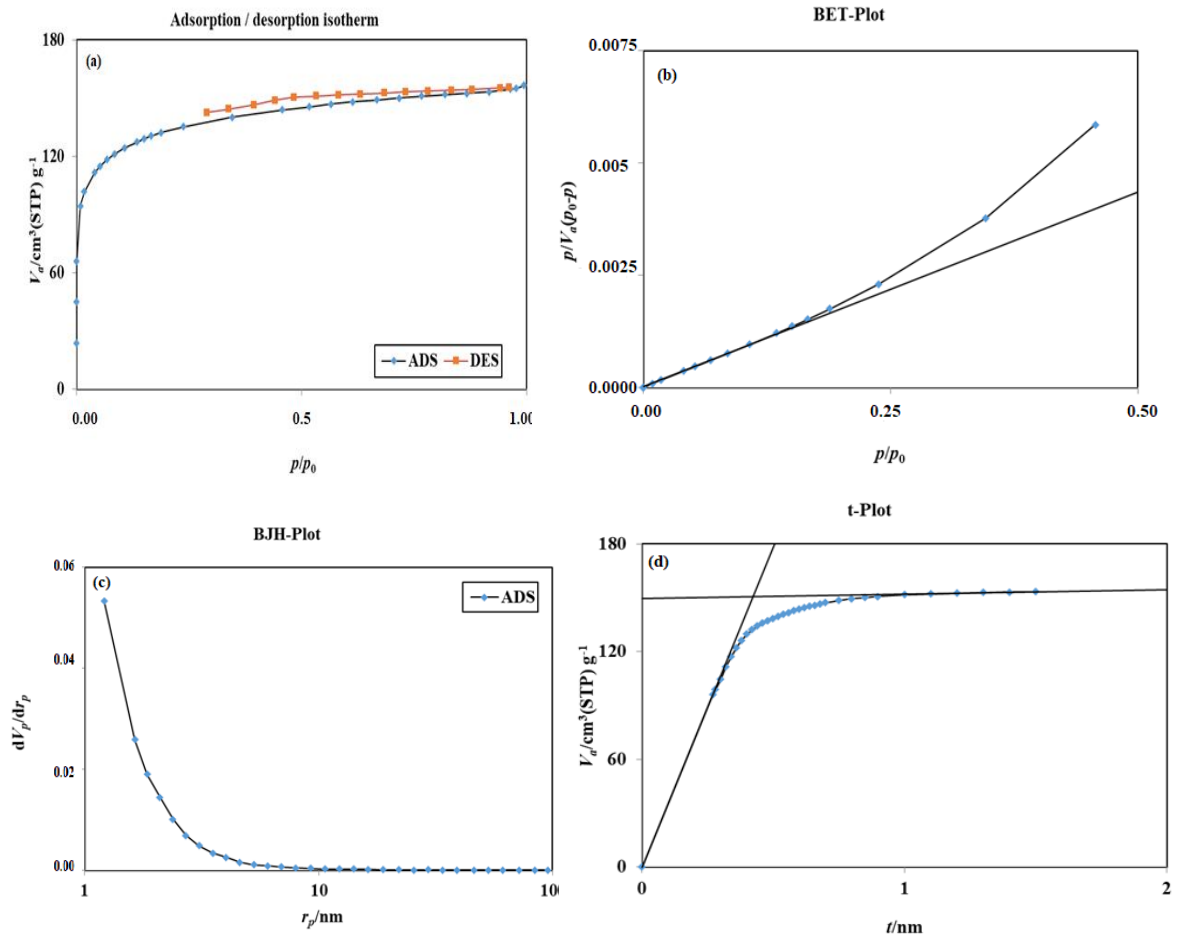 Adsorption / desorption isotherm
(a)
180
120
60
0
0.00
0.5
1.00
Vₐ/cm³(STP) g⁻¹
p/p₀
ADS
DES
BET-Plot
(b)
0.0075
0.005
0.0025
0.0000
0.00
0.25
0.50
p/Vₐ(p₀-p)
p/p₀
BJH-Plot
(c)
0.06
0.04
0.02
0.00
1
10
100
dVₚ/drₚ
rₚ/nm
ADS
t-Plot
(d)
180
120
60
0
0
1
2
Vₐ/cm³(STP) g⁻¹
t/nm